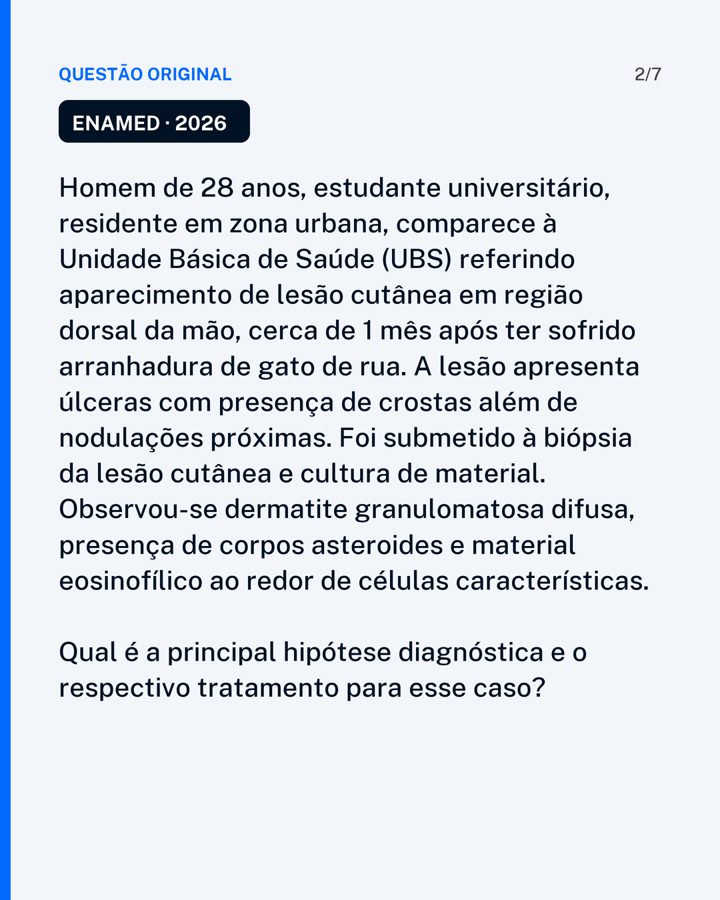 QUESTÃO ORIGINAL
2/7
ENAMED · 2026
Homem de 28 anos, estudante universitário,
residente em zona urbana, comparece à
Unidade Básica de Saúde (UBS) referindo
aparecimento de lesão cutânea em região
dorsal da mão, cerca de 1 mês após ter sofrido
arranhadura de gato de rua. A lesão apresenta
úlceras com presença de crostas além de
nodulações próximas. Foi submetido à biópsia
da lesão cutânea e cultura de material.
Observou-se dermatite granulomatosa difusa,
presença de corpos asteroides e material
eosinofílico ao redor de células características.
Qual é a principal hipótese diagnóstica e o
respectivo tratamento para esse caso?